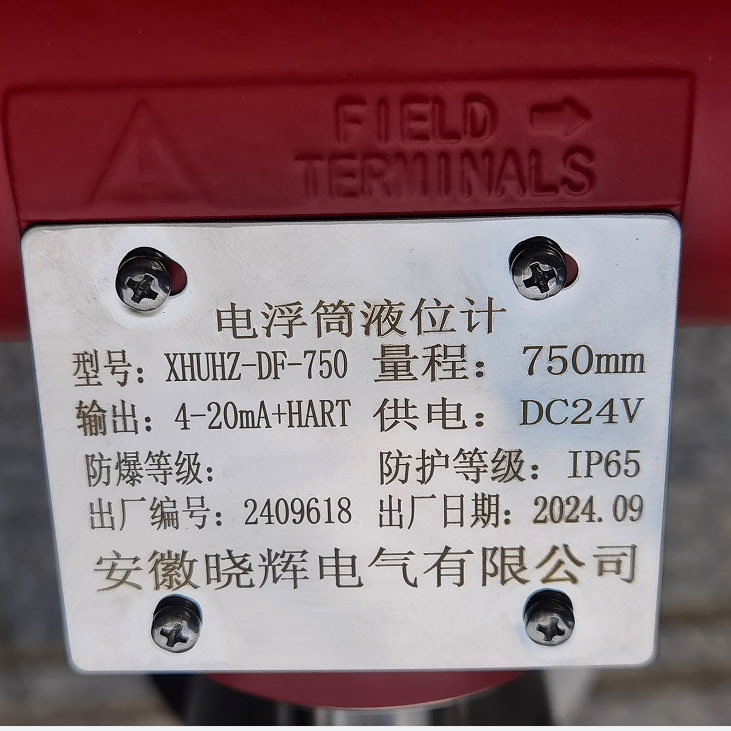 FIELD →
TERMINALS
电浮筒液位计
型号：XHUHZ-DF-750 量程：750mm
输出：4-20mA+HART 供电：DC24V
防爆等级： 防护等级：IP65
出厂编号：2409618 出厂日期：2024.09
安徽晓辉电气有限公司